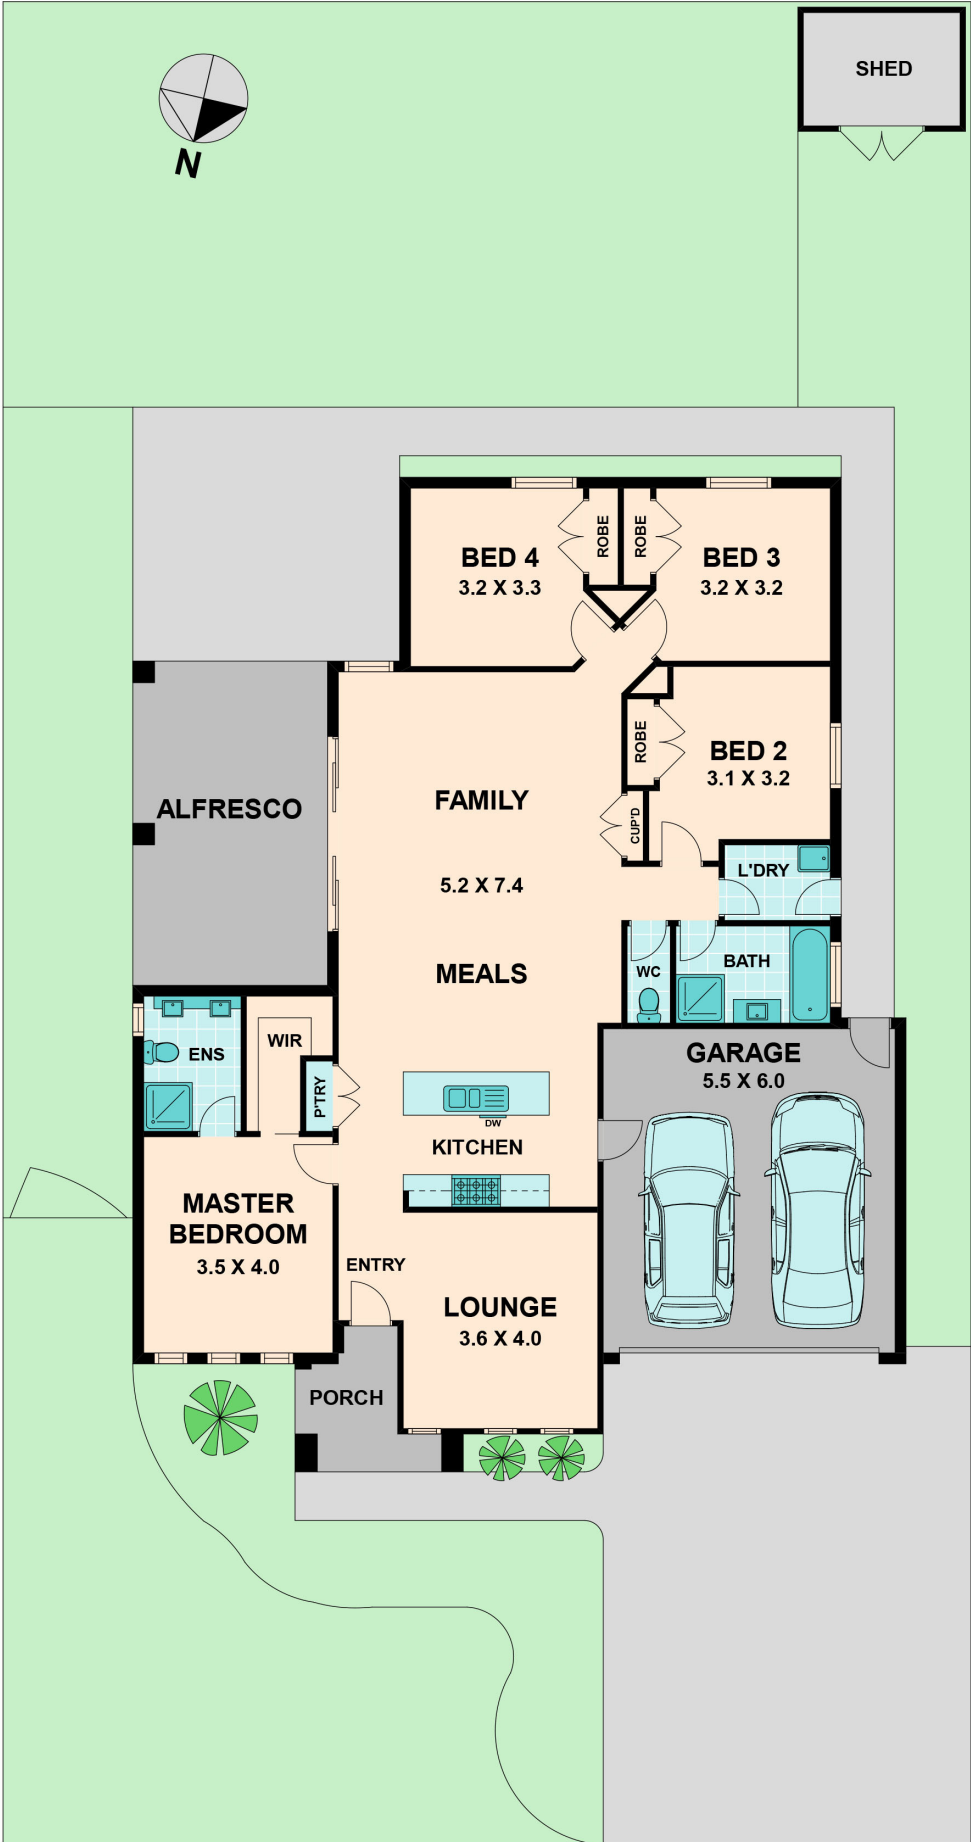 SHED
N
BED 4
3.2 X 3.3
ROBE
ROBE
BED 3
3.2 X 3.2
ROBE
BED 2
3.1 X 3.2
ALFRESCO
FAMILY
5.2 X 7.4
CUP'D
L'DRY
MEALS
WC
BATH
ENS
WIR
P'TRY
GARAGE
5.5 X 6.0
DW
KITCHEN
MASTER
BEDROOM
3.5 X 4.0
ENTRY
LOUNGE
3.6 X 4.0
PORCH